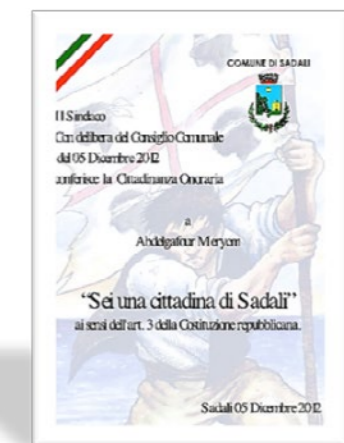 COMUNE DI SADALI
Il Sindaco
Con delibera del Consiglio Comunale
del 05 Dicembre 2012
conferisce la Cittadinanza Onoraria
a
Abdelgafour Meryem
“Sei una cittadina di Sadali”
ai sensi dell'art. 3 della Costituzione repubblicana.
Sadali 05 Dicembre 2012